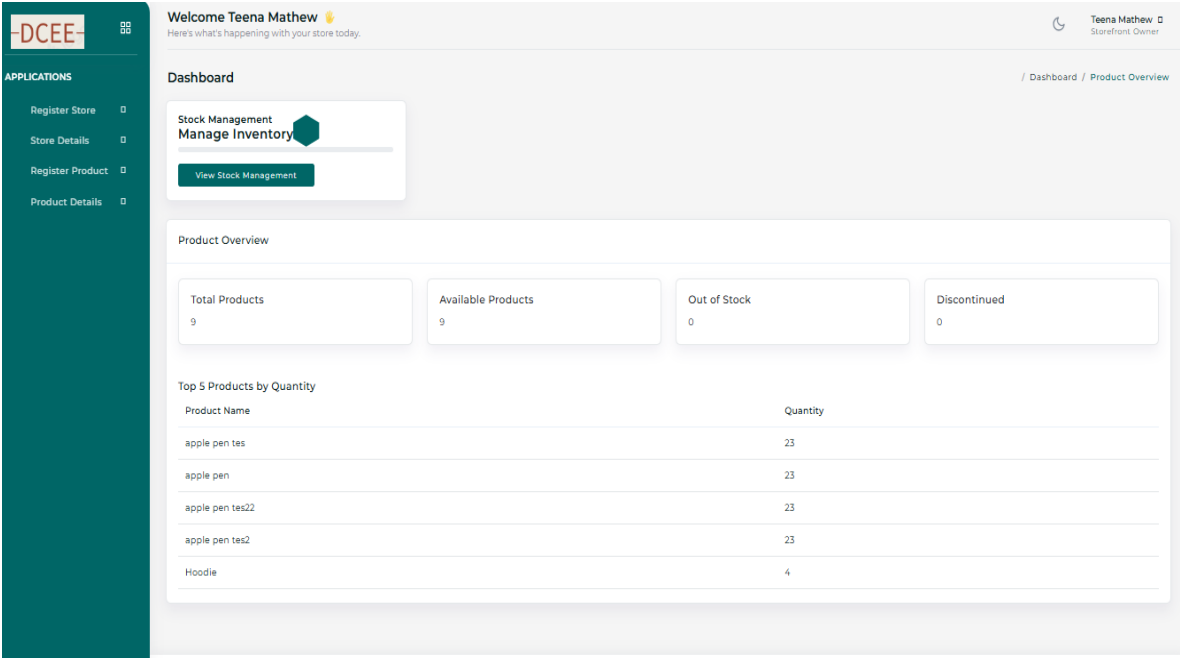 -DCEE-
Welcome Teena Mathew 👋
Here's what's happening with your store today.
Teena Mathew
Storefront Owner
APPLICATIONS
Register Store
Store Details
Register Product
Product Details
Dashboard
/ Dashboard / Product Overview
Stock Management
Manage Inventory
View Stock Management
Product Overview
Total Products
9
Available Products
9
Out of Stock
0
Discontinued
0
Top 5 Products by Quantity
Product Name Quantity
apple pen tes 23
apple pen 23
apple pen tes22 23
apple pen tes2 23
Hoodie 4